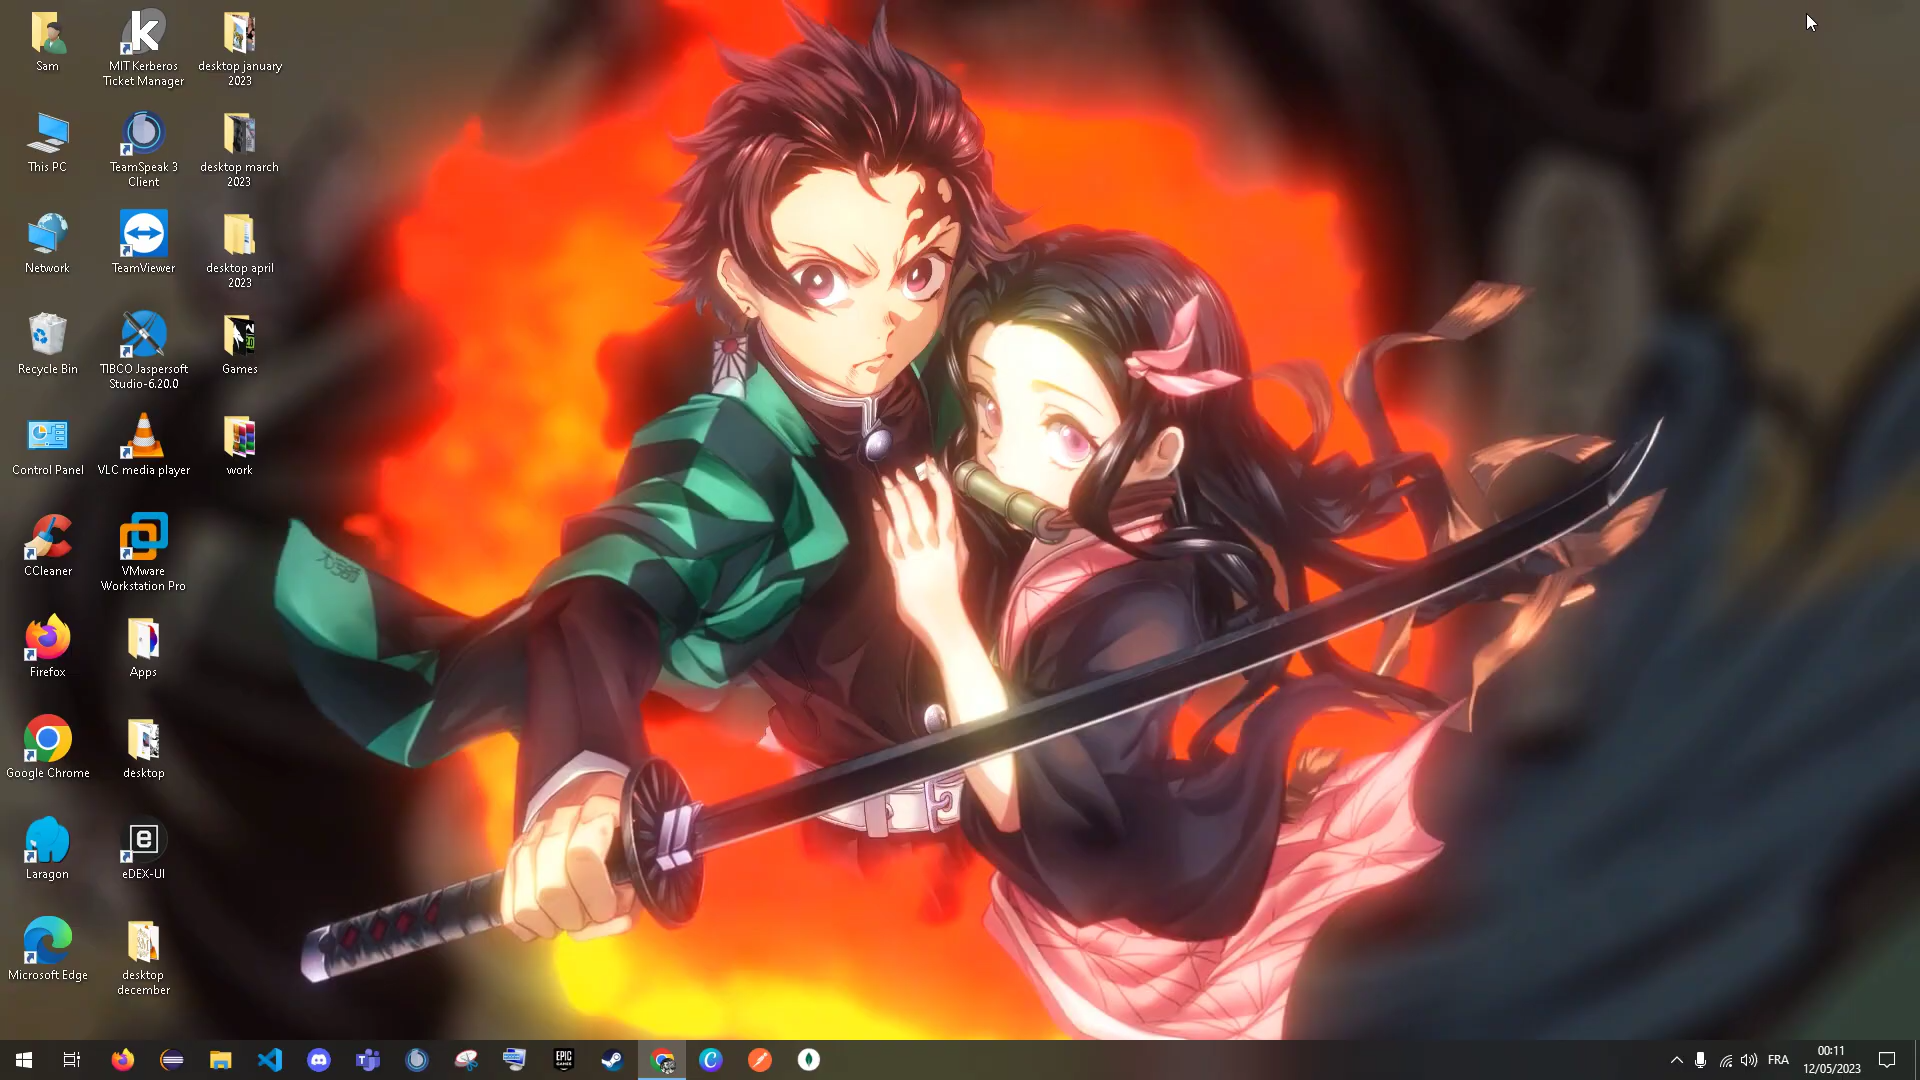 Sam
MIT Kerberos
Ticket Manager
desktop january
2023
This PC
TeamSpeak 3
Client
desktop march
2023
Network
TeamViewer
desktop april
2023
Recycle Bin
TIBCO Jaspersoft
Studio-6.20.0
Games
Control Panel
VLC media player
work
CCleaner
VMware
Workstation Pro
Firefox
Apps
Google Chrome
desktop
Laragon
eDEX-UI
Microsoft Edge
desktop
december
EPIC
GAMES
FRA
00:11
12/05/2023